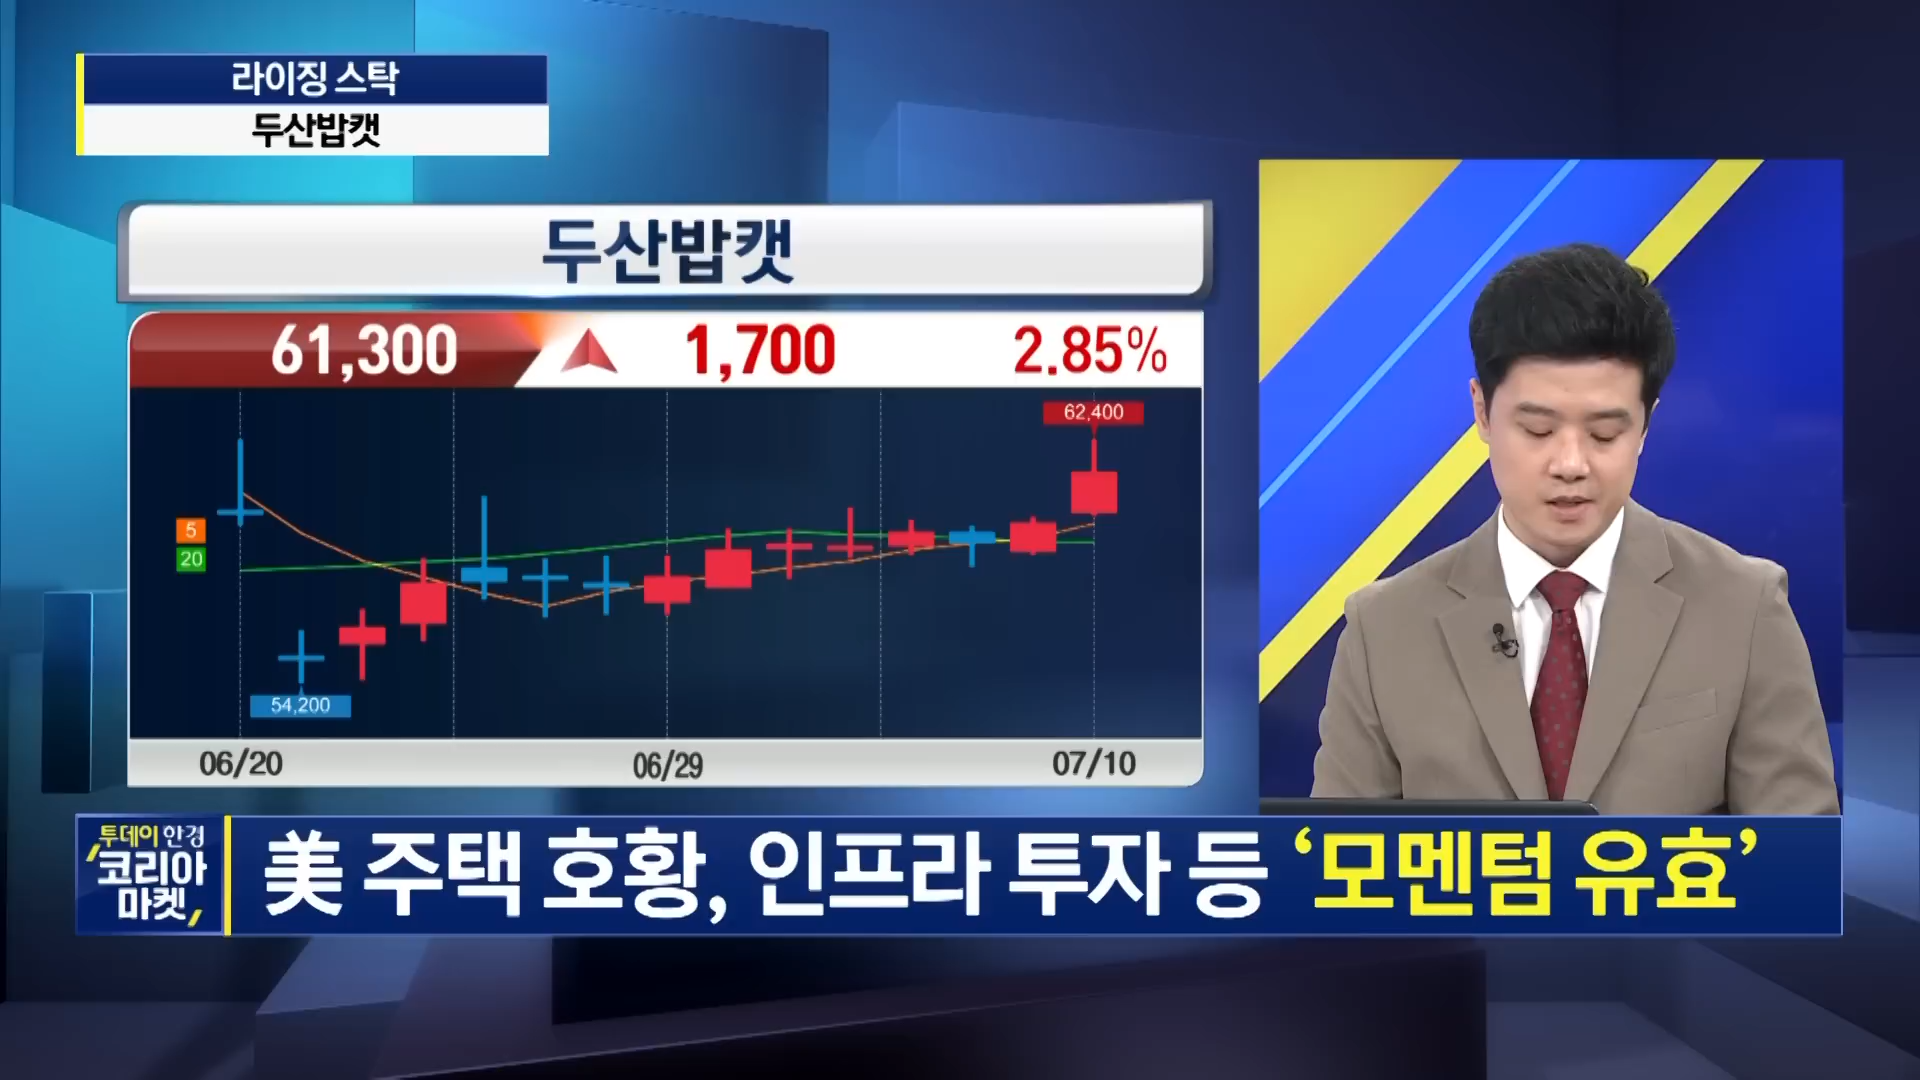 라이징 스탁
두산밥캣
두산밥캣
61,300 1,700 2.85%
62,400
5
20
54,200
06/20 06/29 07/10
투데이 한경
코리아
마켓
美 주택 호황, 인프라 투자 등 ‘모멘텀 유효’